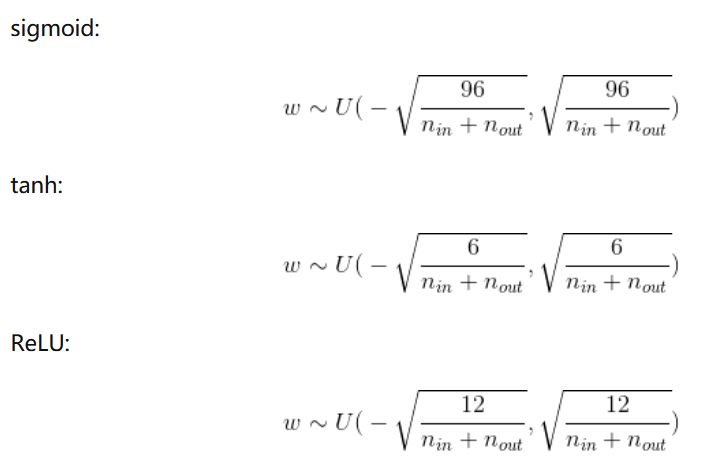 sigmoid:
w ∼ U(−√(96/(n_in + n_out)), √(96/(n_in + n_out)))
tanh:
w ∼ U(−√(6/(n_in + n_out)), √(6/(n_in + n_out)))
ReLU:
w ∼ U(−√(12/(n_in + n_out)), √(12/(n_in + n_out)))